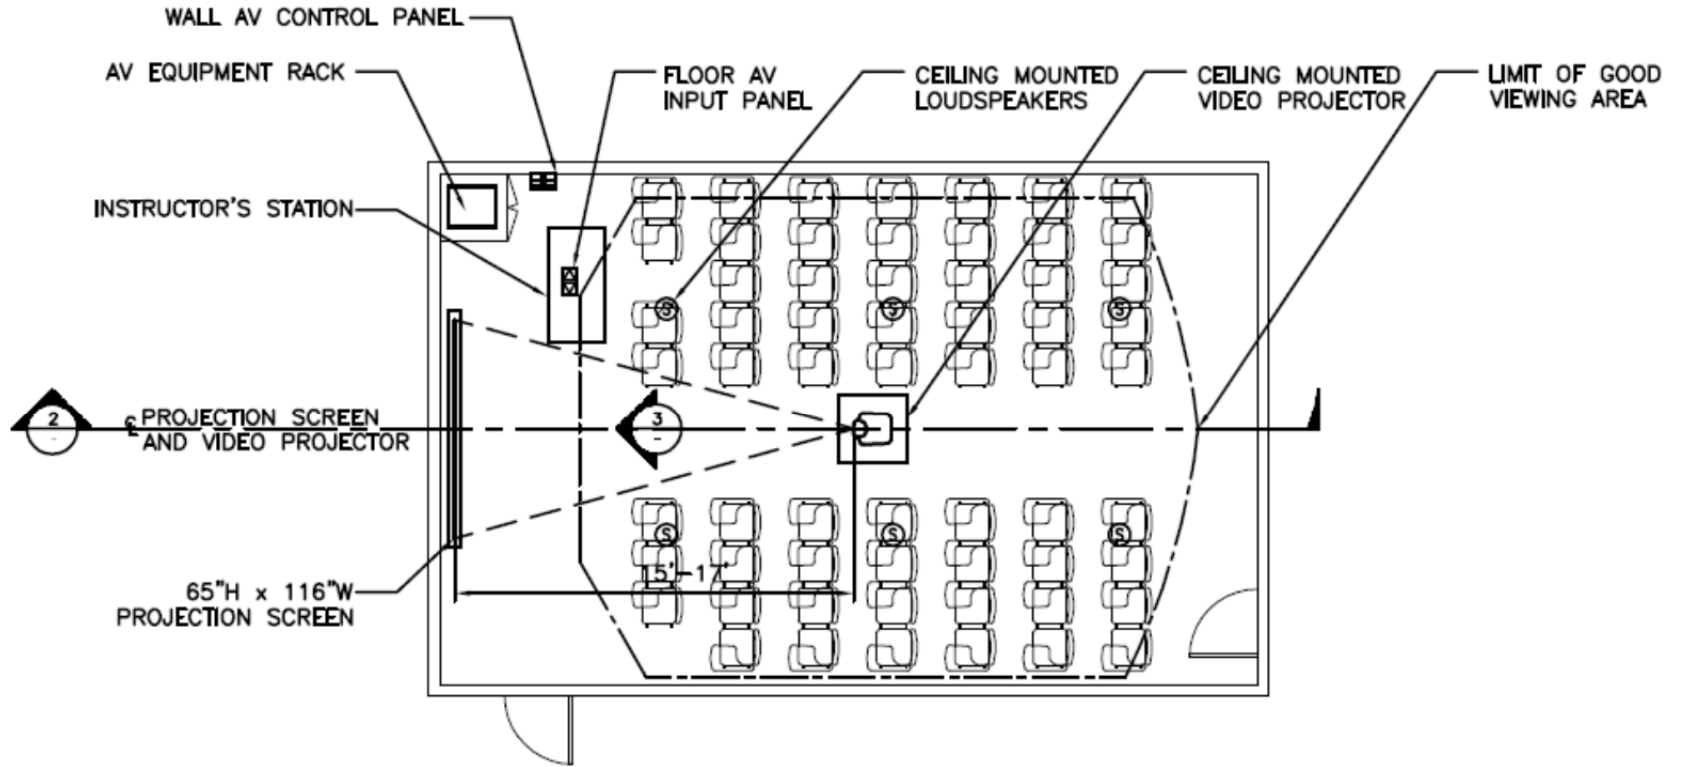 WALL AV CONTROL PANEL
AV EQUIPMENT RACK
FLOOR AV
INPUT PANEL
CEILING MOUNTED
LOUDSPEAKERS
CEILING MOUNTED
VIDEO PROJECTOR
LIMIT OF GOOD
VIEWING AREA
INSTRUCTOR'S STATION
S
S
S
2
-
℄ PROJECTION SCREEN
AND VIDEO PROJECTOR
3
-
S
S
S
15'-17'
65"H x 116"W
PROJECTION SCREEN